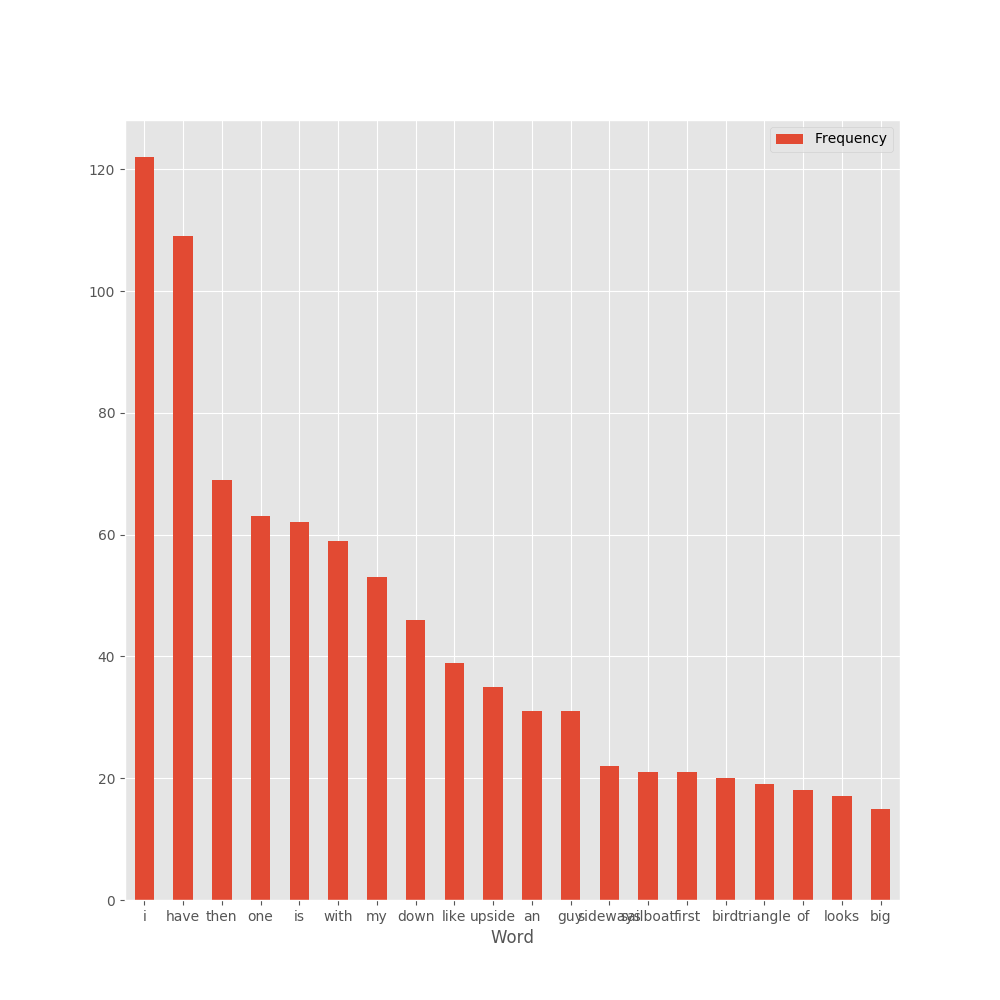 Frequency
120
100
80
60
40
20
0
i have then one is with my down like upside an guy sideways sailboat first bird triangle of looks big
Word